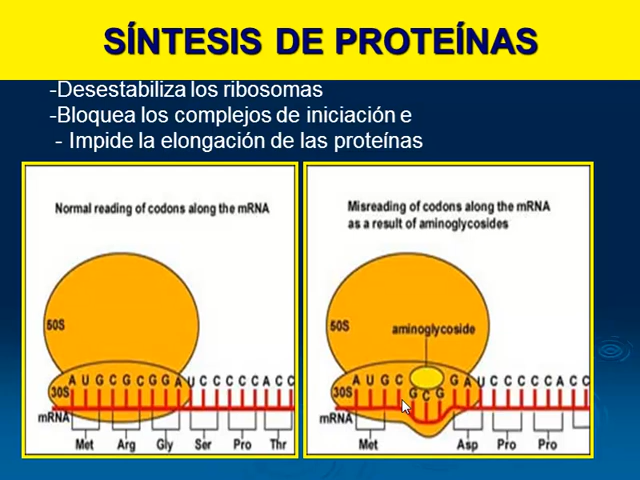 SÍNTESIS DE PROTEÍNAS
-Desestabiliza los ribosomas
-Bloquea los complejos de iniciación e
- Impide la elongación de las proteínas
Normal reading of codons along the mRNA
50S
30S
A U G C G C G G A U C C C C A C C
mRNA
Met Arg Gly Ser Pro Thr
Misreading of codons along the mRNA
as a result of aminoglycosides
50S
aminoglycoside
30S
A U G C G C G G A U C C C C C A C C
mRNA
Met Asp Pro Pro